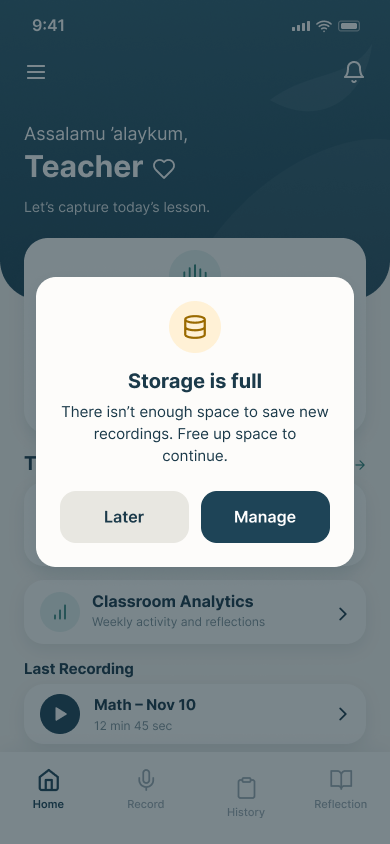 9:41
Assalamu ’alaykum,
Teacher
Let’s capture today’s lesson.
Storage is full
There isn’t enough space to save new
recordings. Free up space to
continue.
Later
Manage
Classroom Analytics
Weekly activity and reflections
Last Recording
Math – Nov 10
12 min 45 sec
Home
Record
History
Reflection